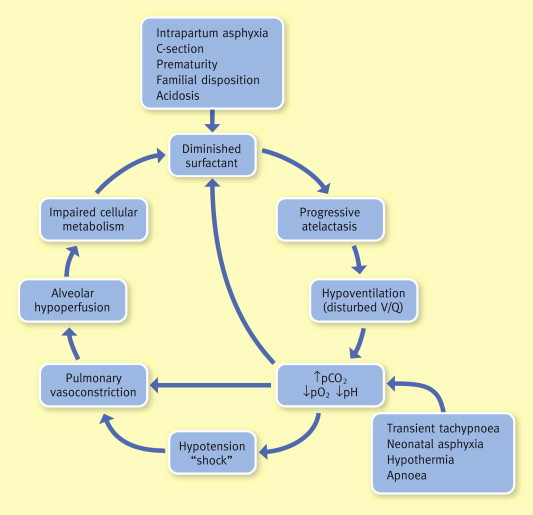 Intrapartum asphyxia
C-section
Prematurity
Familial disposition
Acidosis
Diminished
surfactant
Progressive
atelactasis
Hypoventilation
(disturbed V/Q)
↑pCO₂
↓pO₂ ↓pH
Transient tachypnoea
Neonatal asphyxia
Hypothermia
Apnoea
Hypotension
“shock”
Pulmonary
vasoconstriction
Alveolar
hypoperfusion
Impaired cellular
metabolism